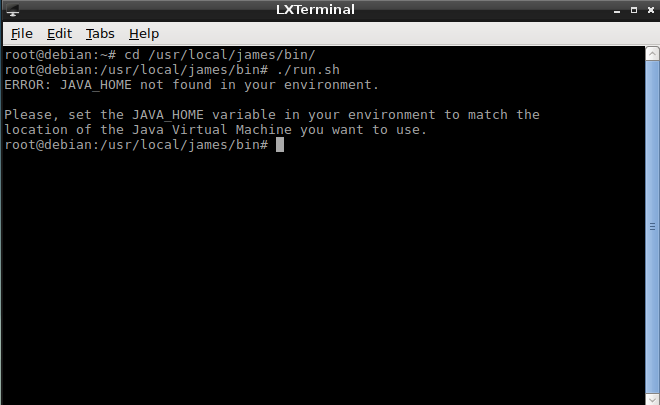 LXTerminal
File Edit Tabs Help
root@debian:~# cd /usr/local/james/bin/
root@debian:/usr/local/james/bin# ./run.sh
ERROR: JAVA_HOME not found in your environment.
Please, set the JAVA_HOME variable in your environment to match the
location of the Java Virtual Machine you want to use.
root@debian:/usr/local/james/bin#